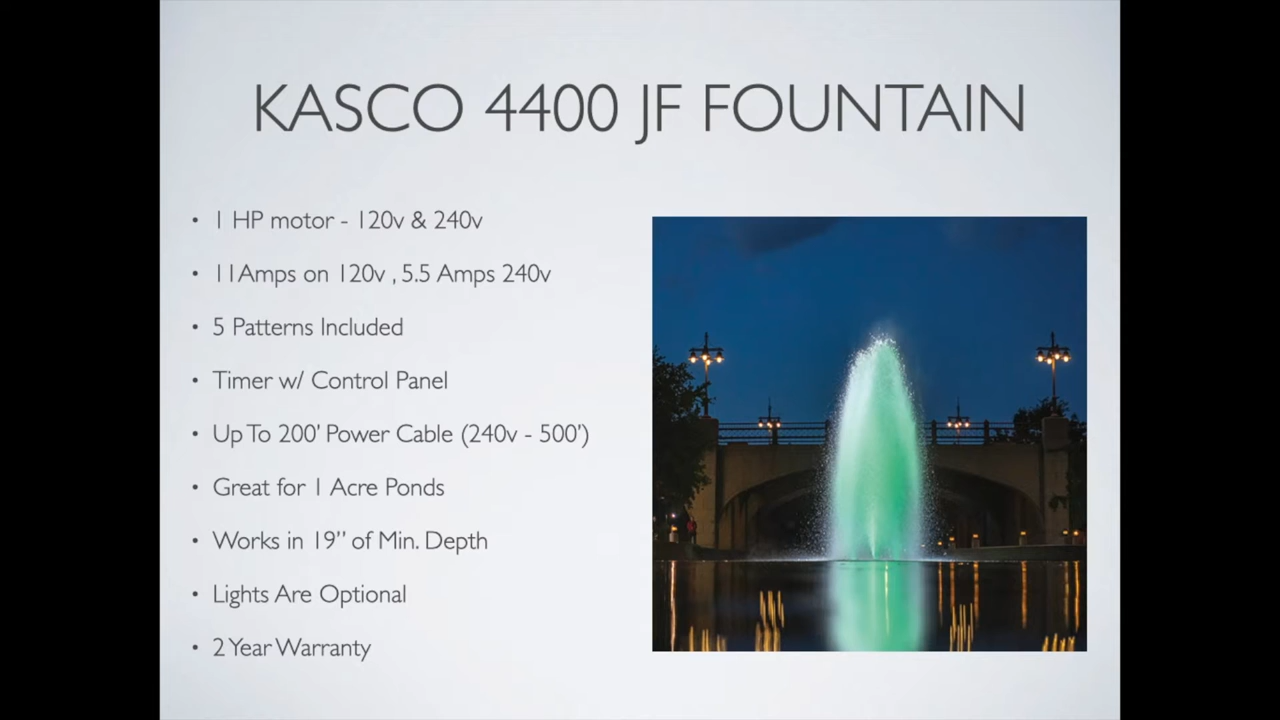 KASCO 4400 JF FOUNTAIN
• 1 HP motor - 120v & 240v
• 11Amps on 120v , 5.5 Amps 240v
• 5 Patterns Included
• Timer w/ Control Panel
• Up To 200' Power Cable (240v - 500')
• Great for 1 Acre Ponds
• Works in 19” of Min. Depth
• Lights Are Optional
• 2 Year Warranty